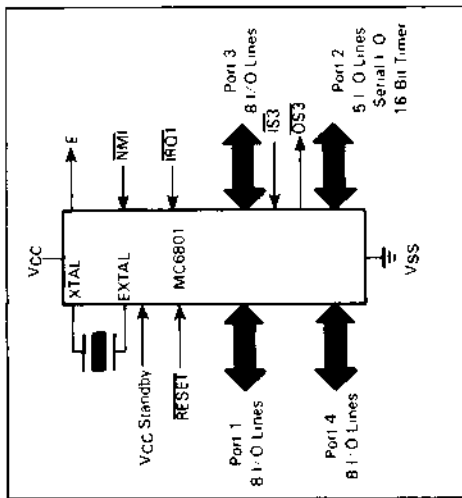 VCC
XTAL
EXTAL
VCC Standby
RESET
MC6801
E
NMI
IRQ1
Port 1
8 I/O Lines
Port 3
8 I/O Lines
IS3
OS3
Port 4
8 I/O Lines
Port 2
5 I/O Lines
Serial I/O
16 Bit Timer
VSS